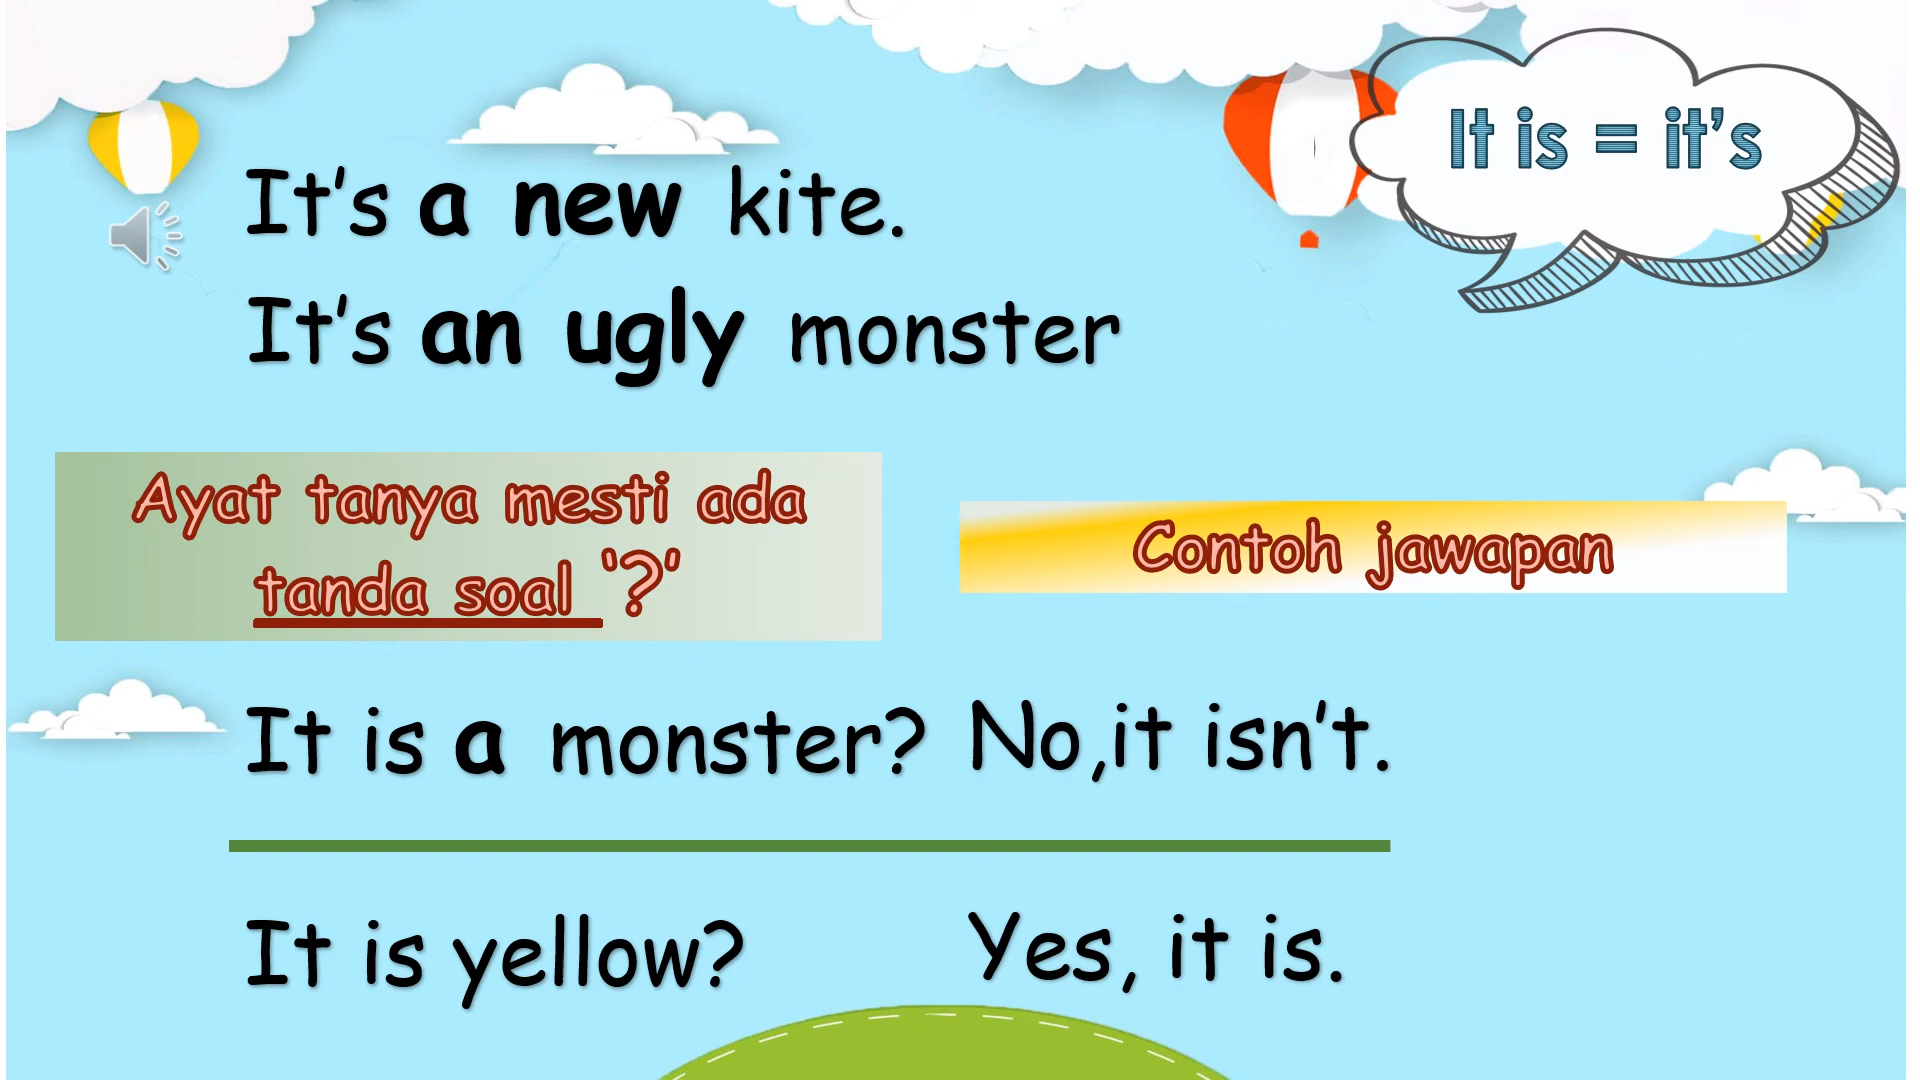 It is = it's
It's a new kite.
It's an ugly monster
Ayat tanya mesti ada
tanda soal '?'
Contoh jawapan
It is a monster? No,it isn't.
It is yellow? Yes, it is.